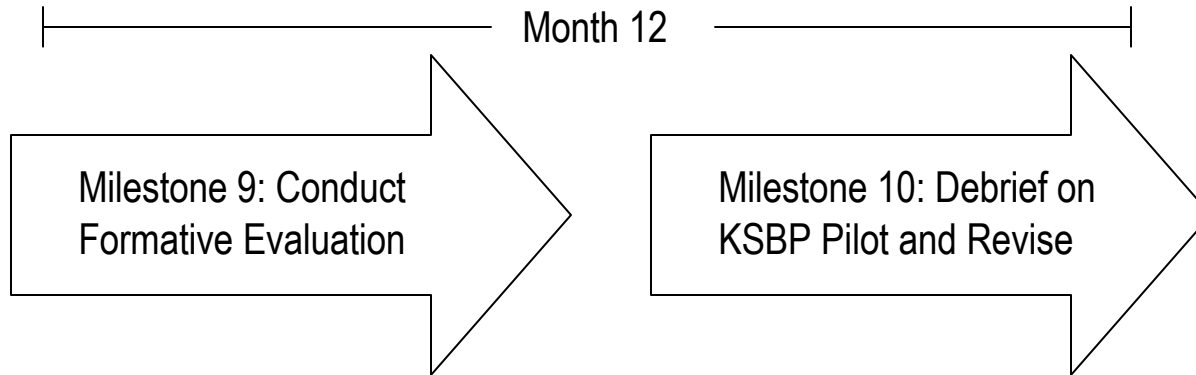 Month 12
Milestone 9: Conduct
Formative Evaluation
Milestone 10: Debrief on
KSBP Pilot and Revise